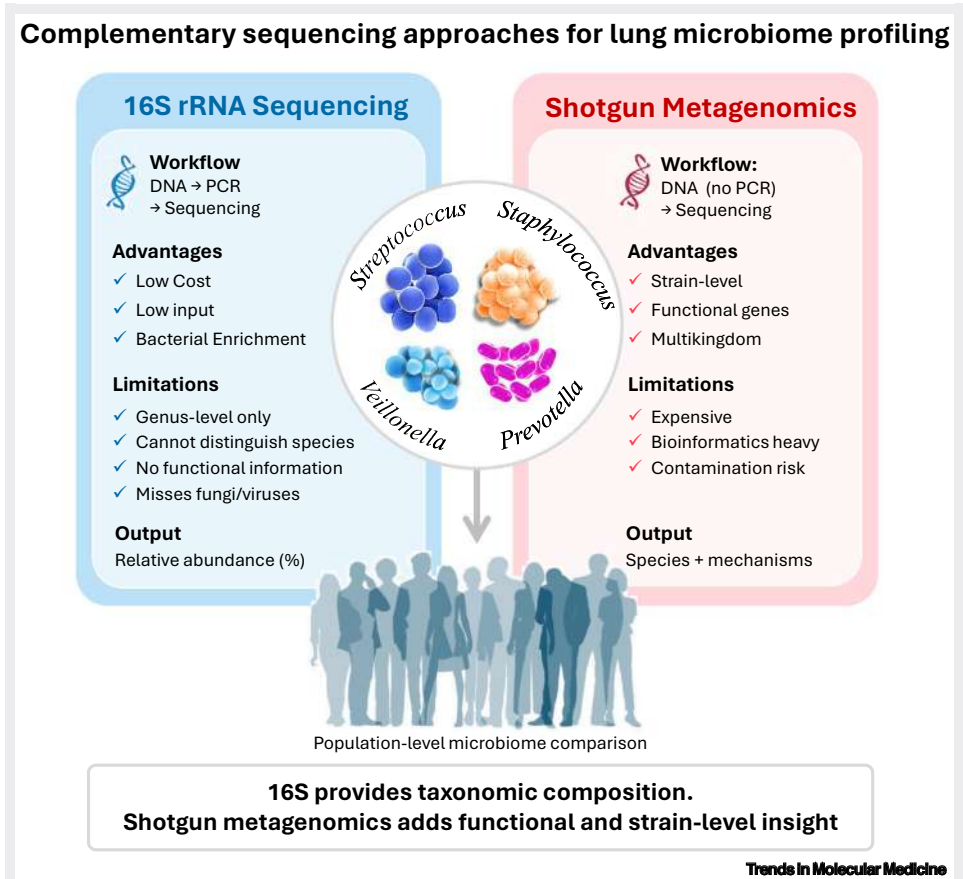 Complementary sequencing approaches for lung microbiome profiling
16S rRNA Sequencing
Workflow
DNA → PCR
→ Sequencing
Advantages
✓ Low Cost
✓ Low input
✓ Bacterial Enrichment
Limitations
✓ Genus-level only
✓ Cannot distinguish species
✓ No functional information
✓ Misses fungi/viruses
Output
Relative abundance (%)
Streptococcus
Staphylococcus
Veillonella
Prevotella
Shotgun Metagenomics
Workflow:
DNA (no PCR)
→ Sequencing
Advantages
✓ Strain-level
✓ Functional genes
✓ Multikingdom
Limitations
✓ Expensive
✓ Bioinformatics heavy
✓ Contamination risk
Output
Species + mechanisms
Population-level microbiome comparison
16S provides taxonomic composition.
Shotgun metagenomics adds functional and strain-level insight
Trends in Molecular Medicine